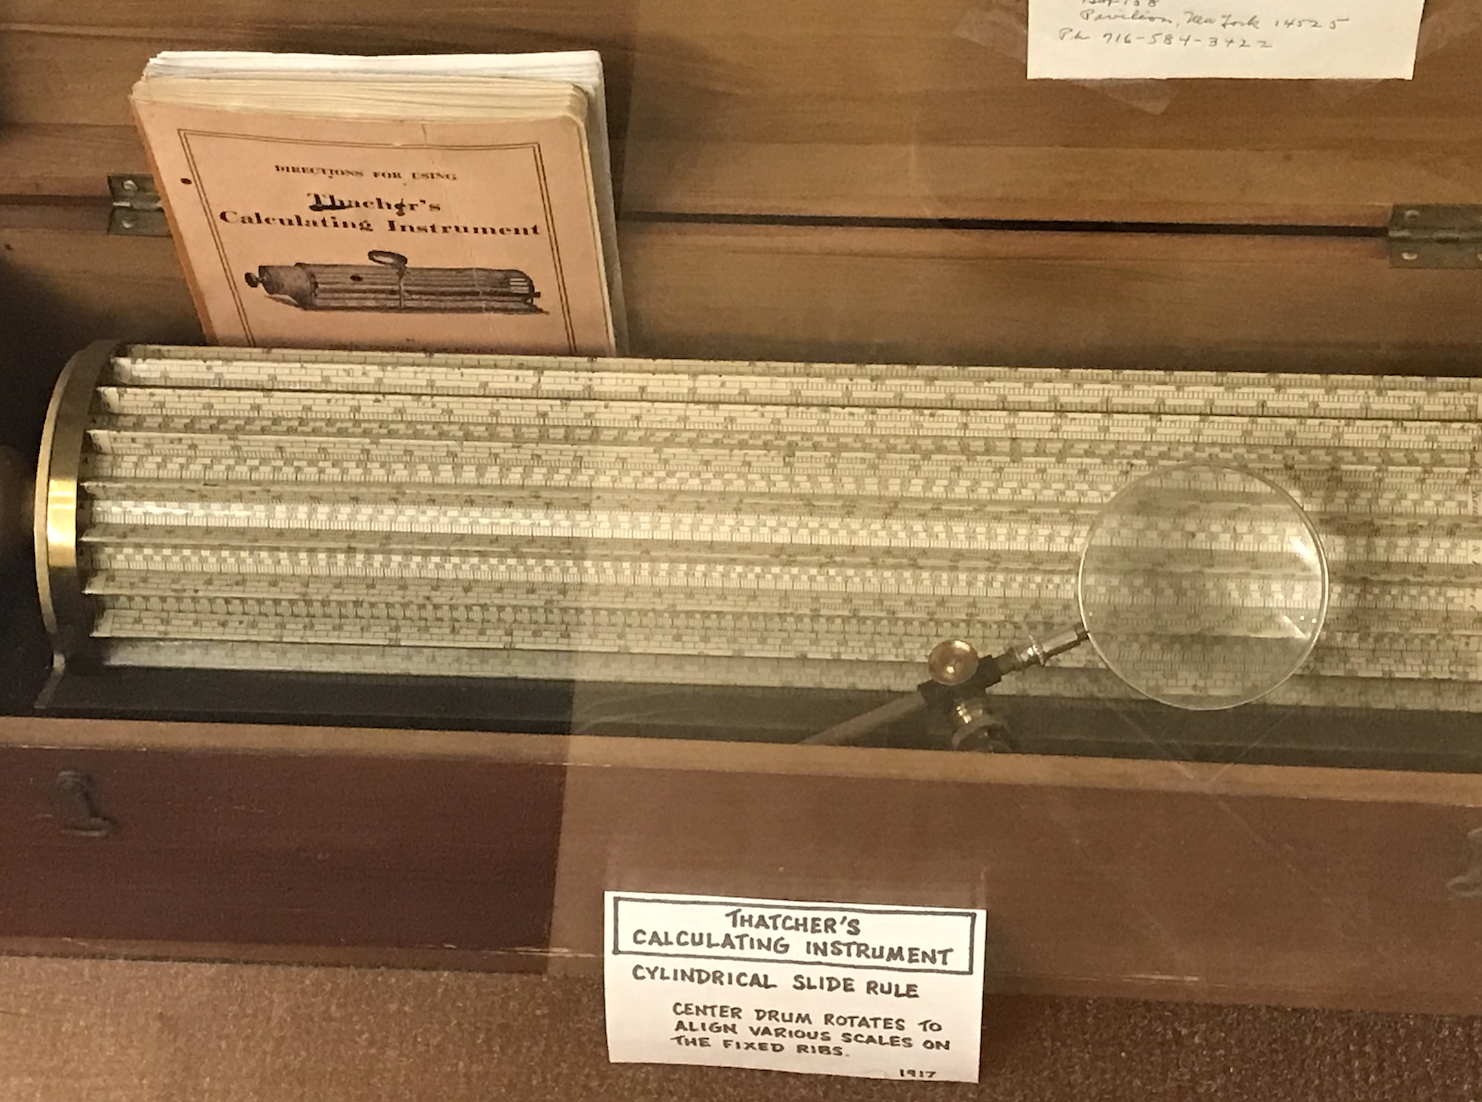 Pavilion, New York 14525
Ph 716-584-3422
DIRECTIONS FOR USING
Thacher's
Calculating Instrument
THATCHER'S
CALCULATING INSTRUMENT
CYLINDRICAL SLIDE RULE
CENTER DRUM ROTATES TO
ALIGN VARIOUS SCALES ON
THE FIXED RIBS.
1917